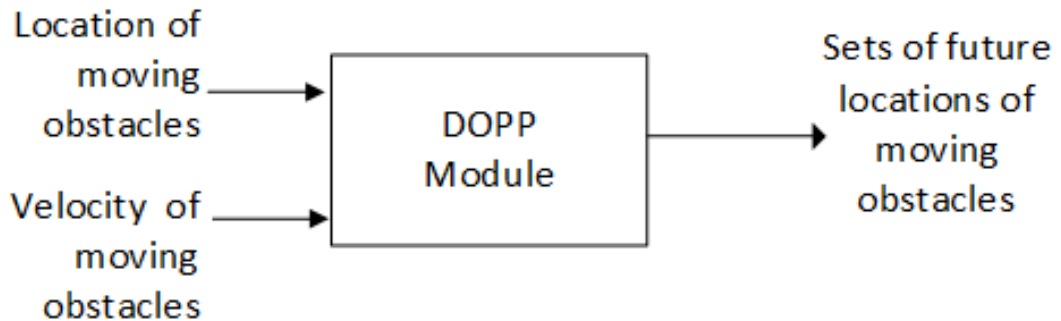 Location of
moving
obstacles
Velocity of
moving
obstacles
DOPP
Module
Sets of future
locations of
moving
obstacles